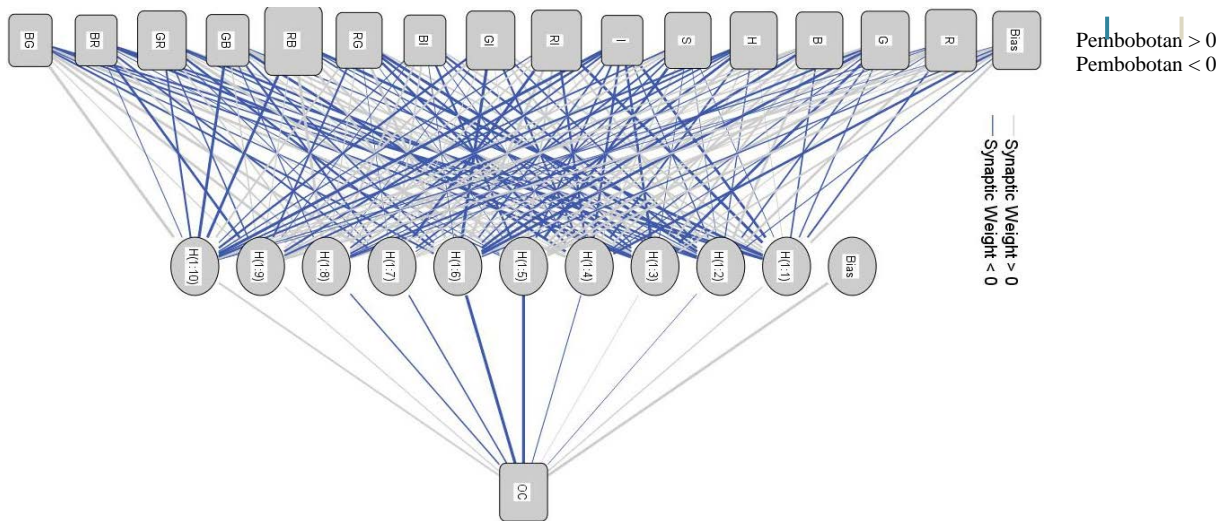 BG
BR
GR
GB
RB
RG
BI
GI
RI
I
S
H
B
G
R
Bias
Pembobotan > 0
Pembobotan < 0
Synaptic Weight > 0
Synaptic Weight < 0
H(1:10)
H(1:9)
H(1:8)
H(1:7)
H(1:6)
H(1:5)
H(1:4)
H(1:3)
H(1:2)
H(1:1)
Bias
OC